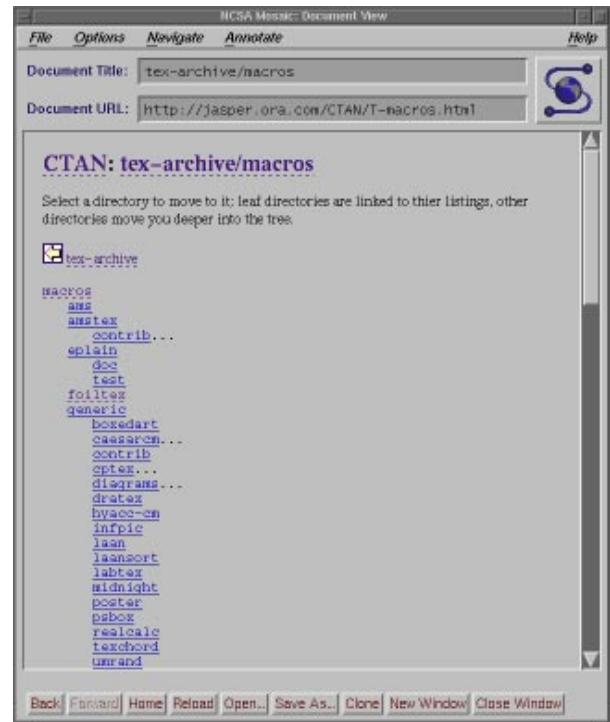 NCSA Mosaic: Document View
File Options Navigate Annotate Help
Document Title: tex-archive/macros
Document URL: http://jasper.ora.com/CTAN/T-macros.html
CTAN: tex-archive/macros
Select a directory to move to it; leaf directories are linked to thier listings, other
directories move you deeper into the tree.
tex-archive
macros
ams
amstex
contrib...
eplain
doc
test
foiltex
generic
boxedart
caesarcm...
contrib
cptex...
diagrams...
dratex
hyacc-cm
infpic
laan
laansort
labtex
midnight
poster
psbox
realcalc
texchord
umrand
Back Forward Home Reload Open... Save As... Clone New Window Close Window